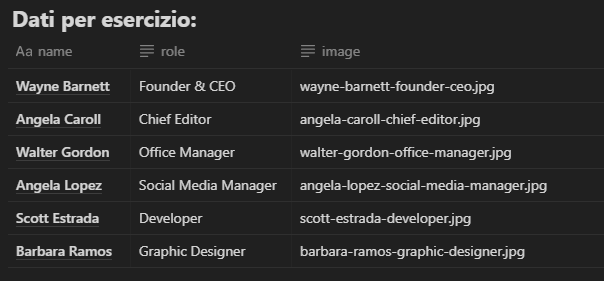 Dati per esercizio:
Aa name role image
Wayne Barnett Founder & CEO wayne-barnett-founder-ceo.jpg
Angela Caroll Chief Editor angela-caroll-chief-editor.jpg
Walter Gordon Office Manager walter-gordon-office-manager.jpg
Angela Lopez Social Media Manager angela-lopez-social-media-manager.jpg
Scott Estrada Developer scott-estrada-developer.jpg
Barbara Ramos Graphic Designer barbara-ramos-graphic-designer.jpg